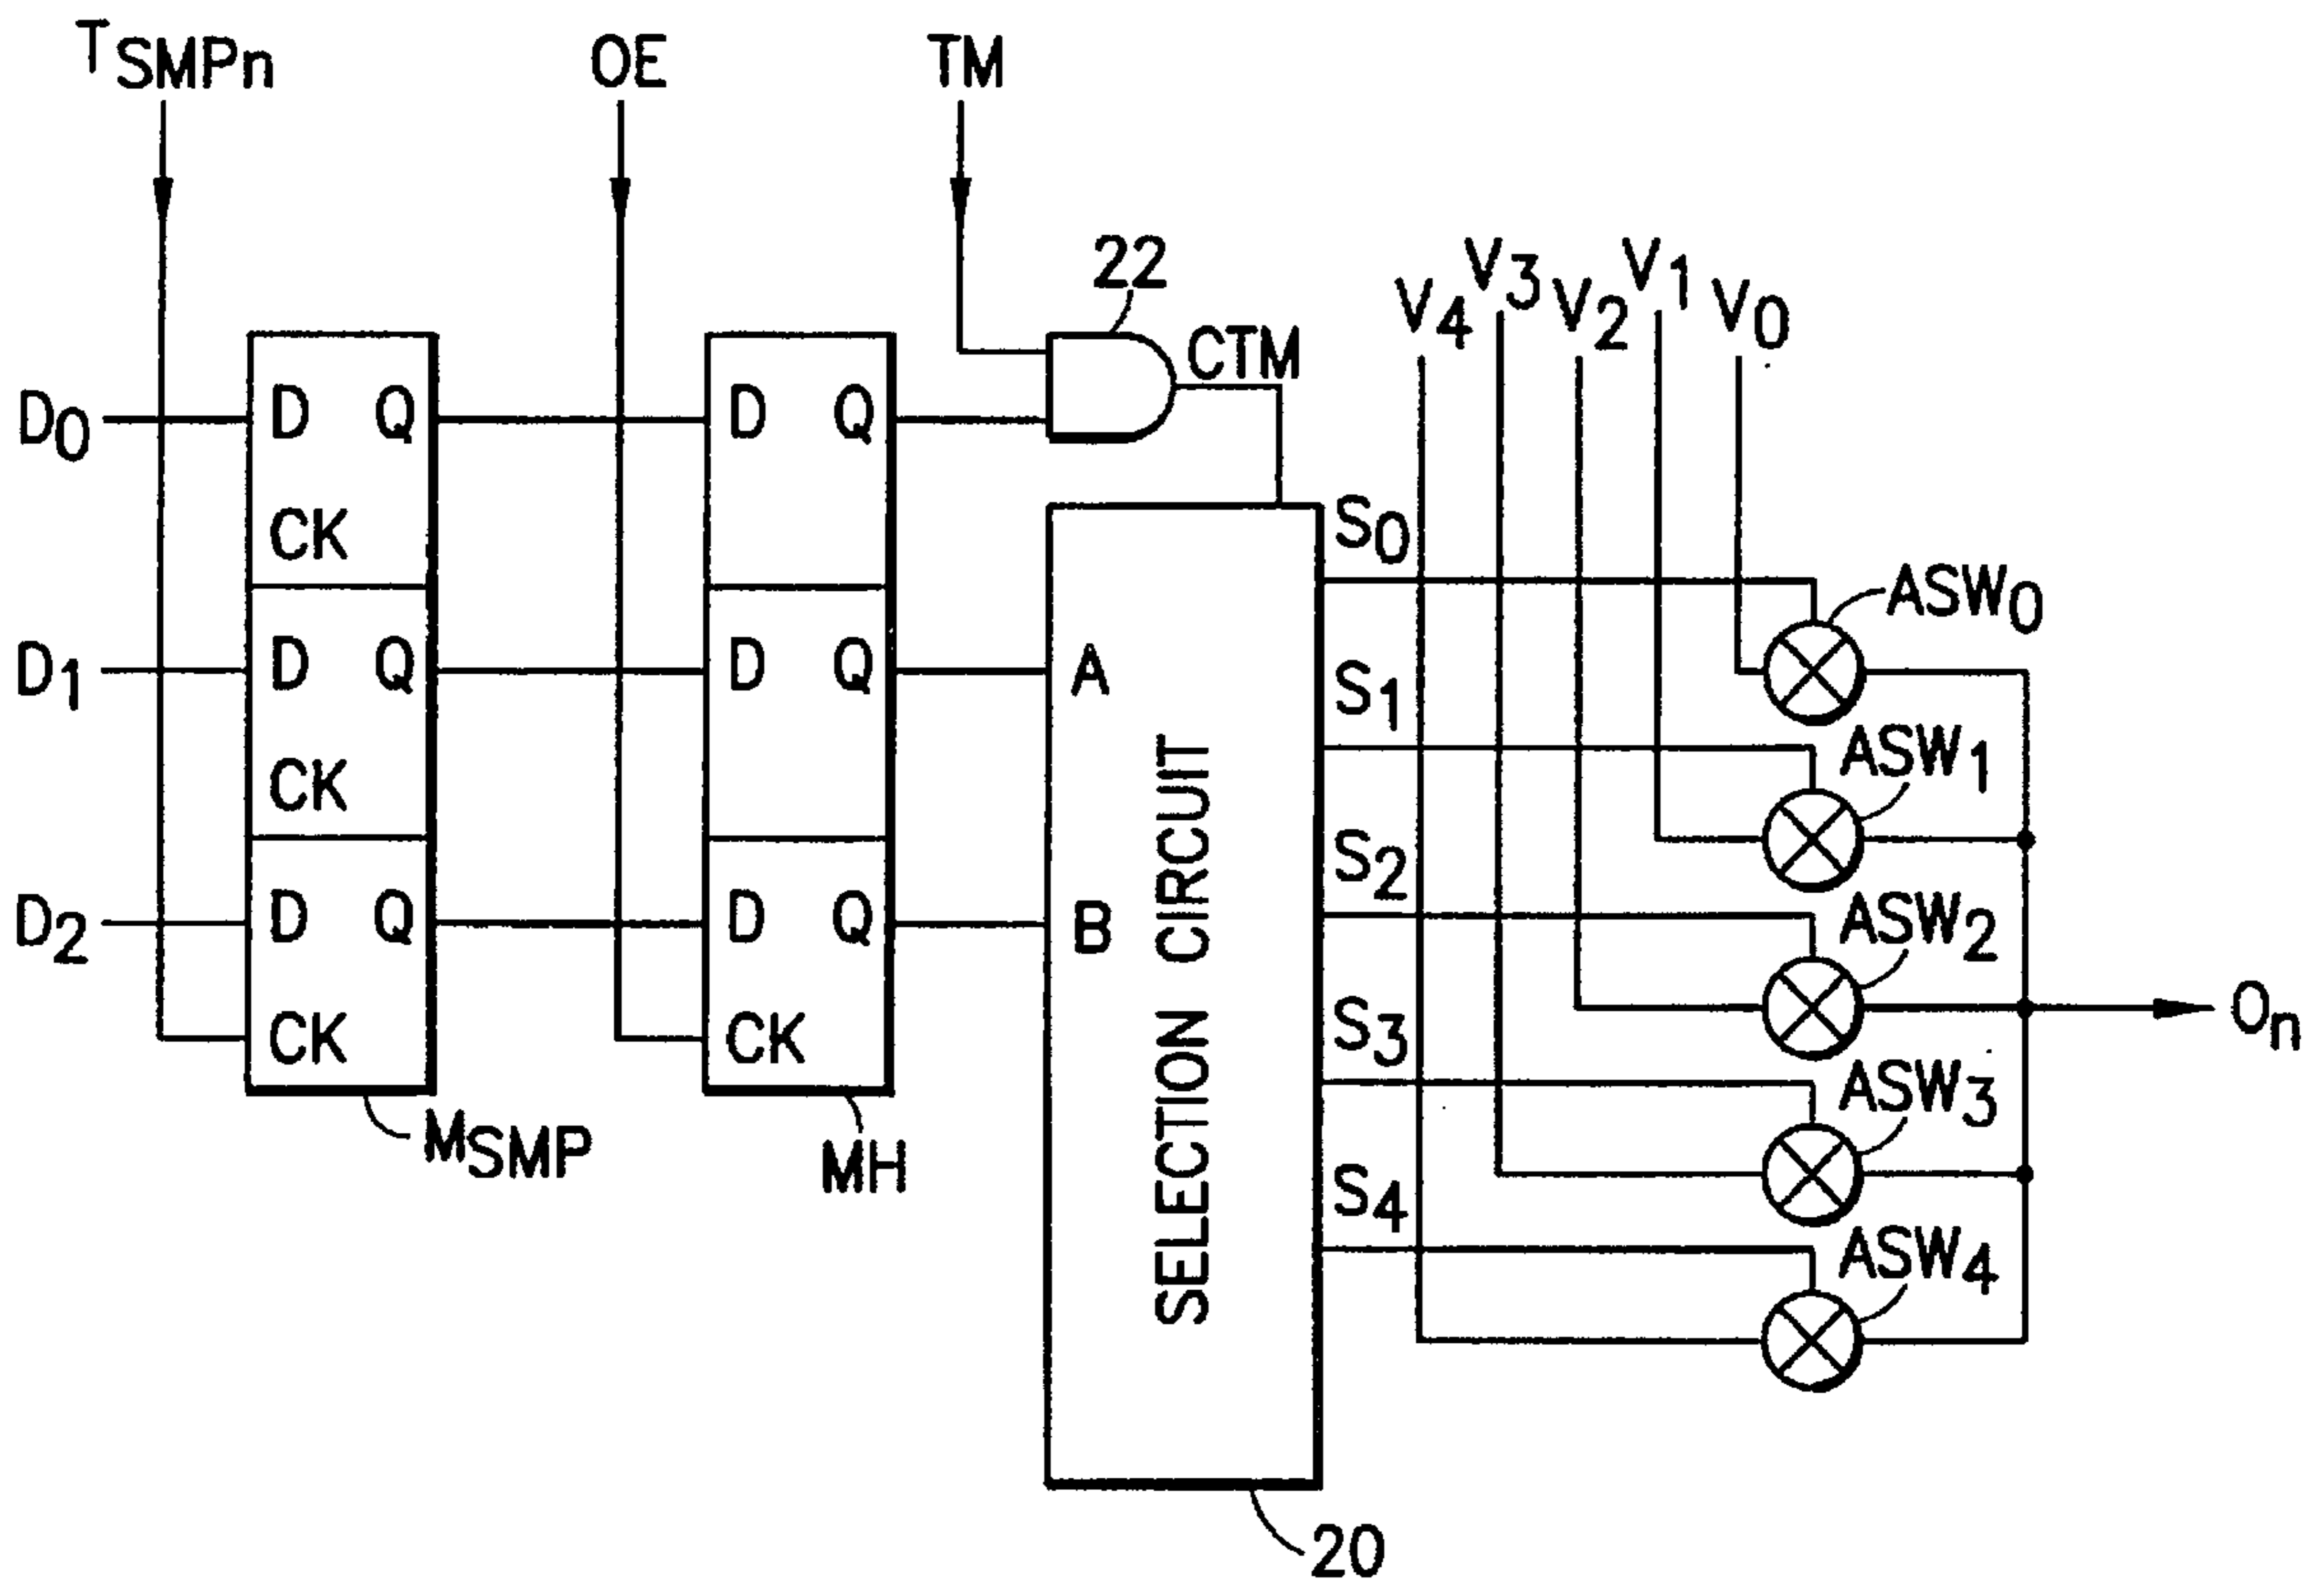 TSMPn
OE
TM
22
CTM
V4
V3
V2
V1
V0
D0
D Q
CK
D Q
D1
D Q
CK
D Q
D2
D Q
CK
D Q
CK
MSMP
MH
A
B
SELECTION CIRCUIT
20
S0
S1
S2
S3
S4
ASW0
ASW1
ASW2
ASW3
ASW4
On